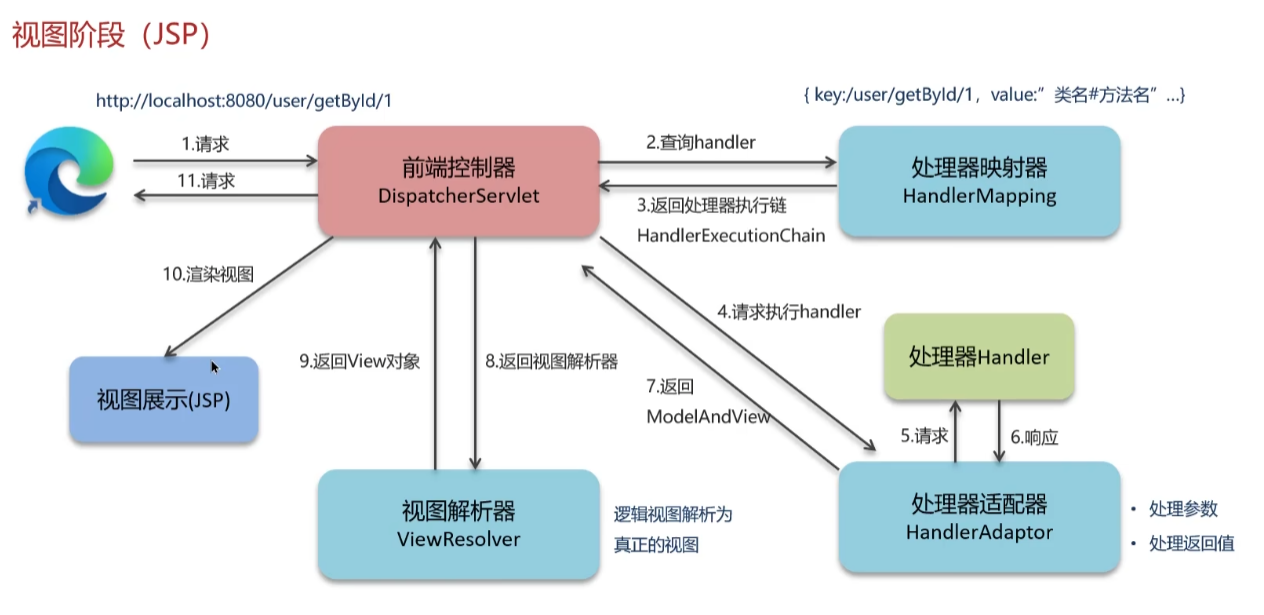 视图阶段（JSP）
http://localhost:8080/user/getById/1
{ key:/user/getById/1，value:”类名#方法名”…}
1.请求
11.请求
前端控制器
DispatcherServlet
2.查询handler
3.返回处理器执行链
HandlerExecutionChain
处理器映射器
HandlerMapping
10.渲染视图
4.请求执行handler
处理器Handler
9.返回View对象
8.返回视图解析器
7.返回
ModelAndView
视图展示(JSP)
5.请求
6.响应
视图解析器
ViewResolver
逻辑视图解析为
真正的视图
处理器适配器
HandlerAdaptor
• 处理参数
• 处理返回值